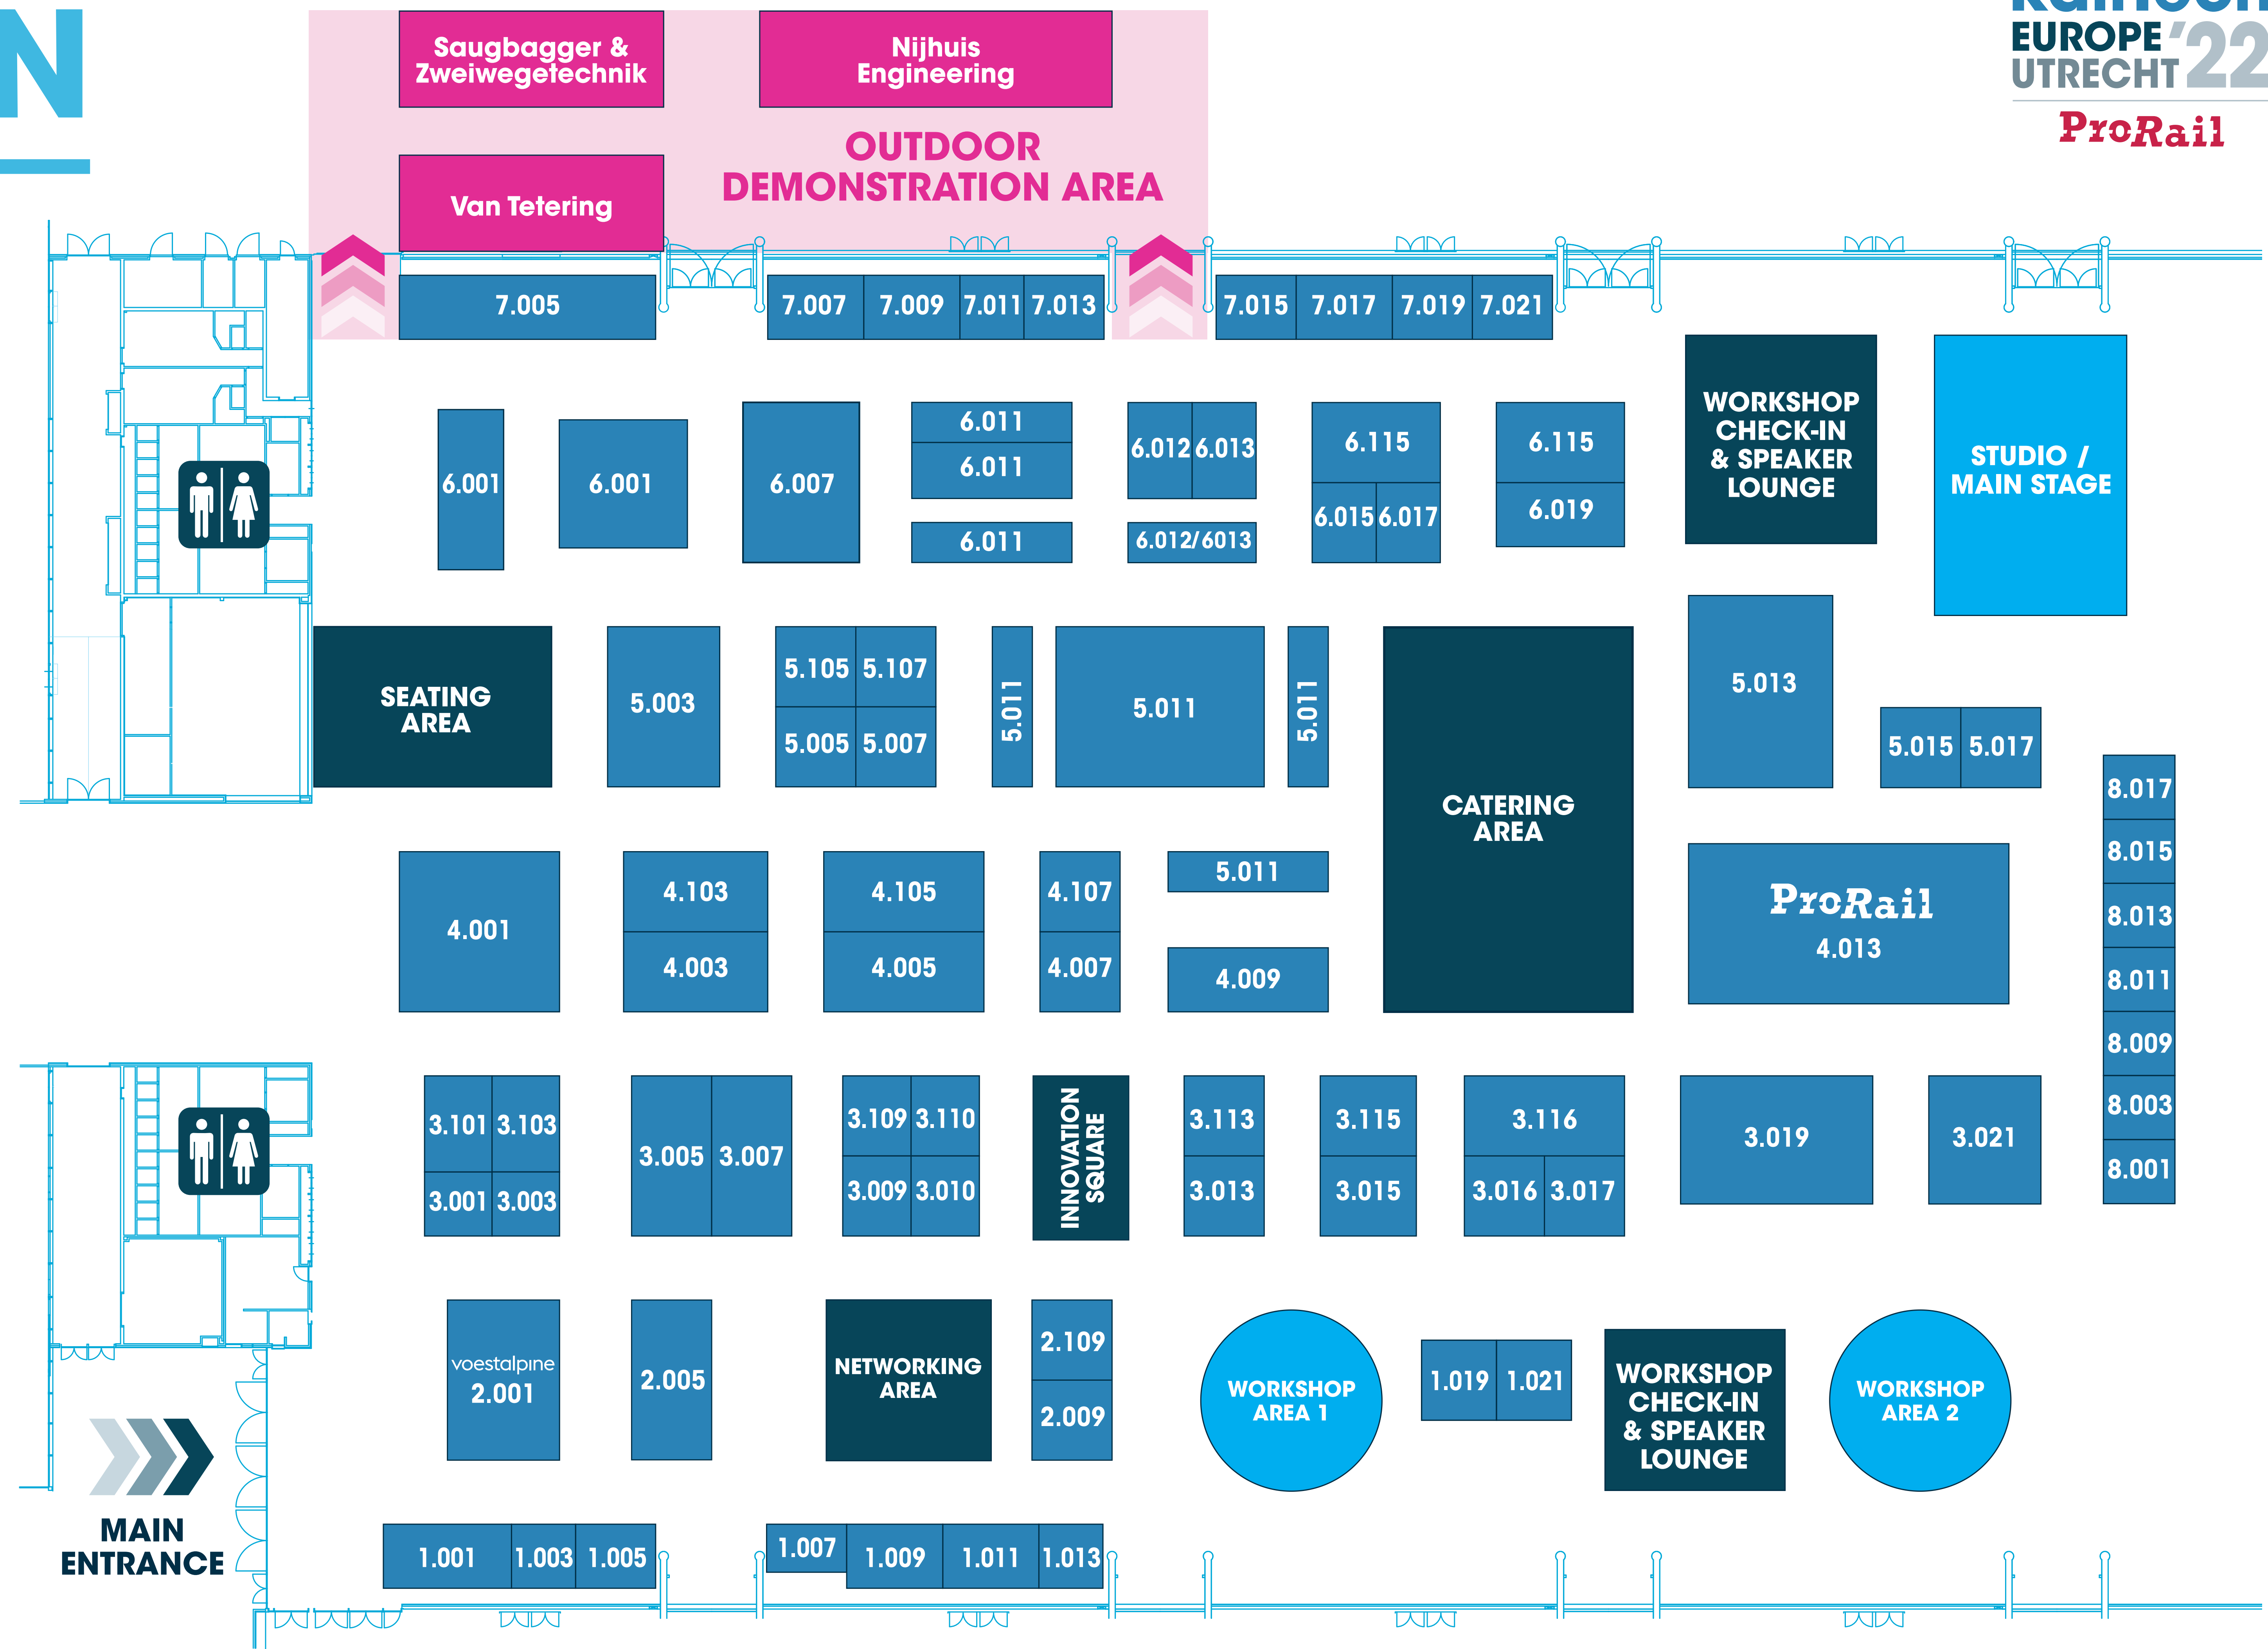 N
Railtech
EUROPE '22
UTRECHT
ProRail
Saugbagger &
Zweiwegetechnik
Nijhuis
Engineering
OUTDOOR
DEMONSTRATION AREA
Van Tetering
7.005
7.007 7.009 7.011 7.013
7.015 7.017 7.019 7.021
6.001
6.001
6.007
6.011
6.011
6.011
6.012 6.013
6.012/6013
6.115
6.015 6.017
6.115
6.019
WORKSHOP
CHECK-IN
& SPEAKER
LOUNGE
STUDIO /
MAIN STAGE
SEATING
AREA
5.003
5.105 5.107
5.005 5.007
5.011
5.011
5.011
CATERING
AREA
5.013
5.015 5.017
4.001
4.103
4.003
4.105
4.005
4.107
4.007
5.011
4.009
ProRail
4.013
8.017
8.015
8.013
8.011
8.009
8.003
8.001
3.101 3.103
3.001 3.003
3.005 3.007
3.109 3.110
3.009 3.010
INNOVATION
SQUARE
3.113
3.013
3.115
3.015
3.116
3.016 3.017
3.019
3.021
voestalpine
2.001
2.005
NETWORKING
AREA
2.109
2.009
WORKSHOP
AREA 1
1.019 1.021
WORKSHOP
CHECK-IN
& SPEAKER
LOUNGE
WORKSHOP
AREA 2
MAIN
ENTRANCE
1.001 1.003 1.005
1.007 1.009 1.011 1.013